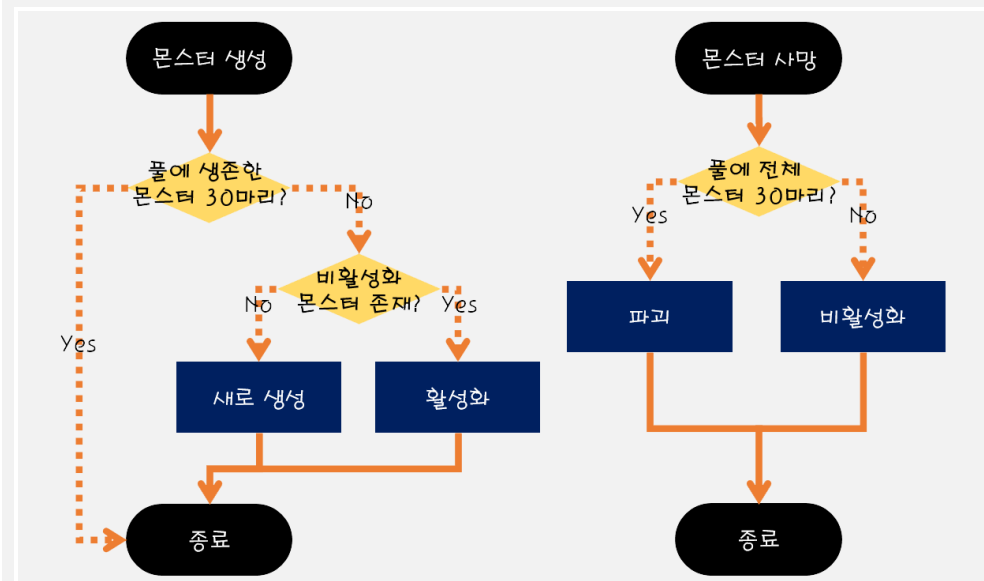 몬스터 생성
풀에 생존한
몬스터 30마리?
No
비활성화
몬스터 존재?
No
Yes
Yes
새로 생성
활성화
종료
몬스터 사망
풀에 전체
몬스터 30마리?
Yes
No
파괴
비활성화
종료